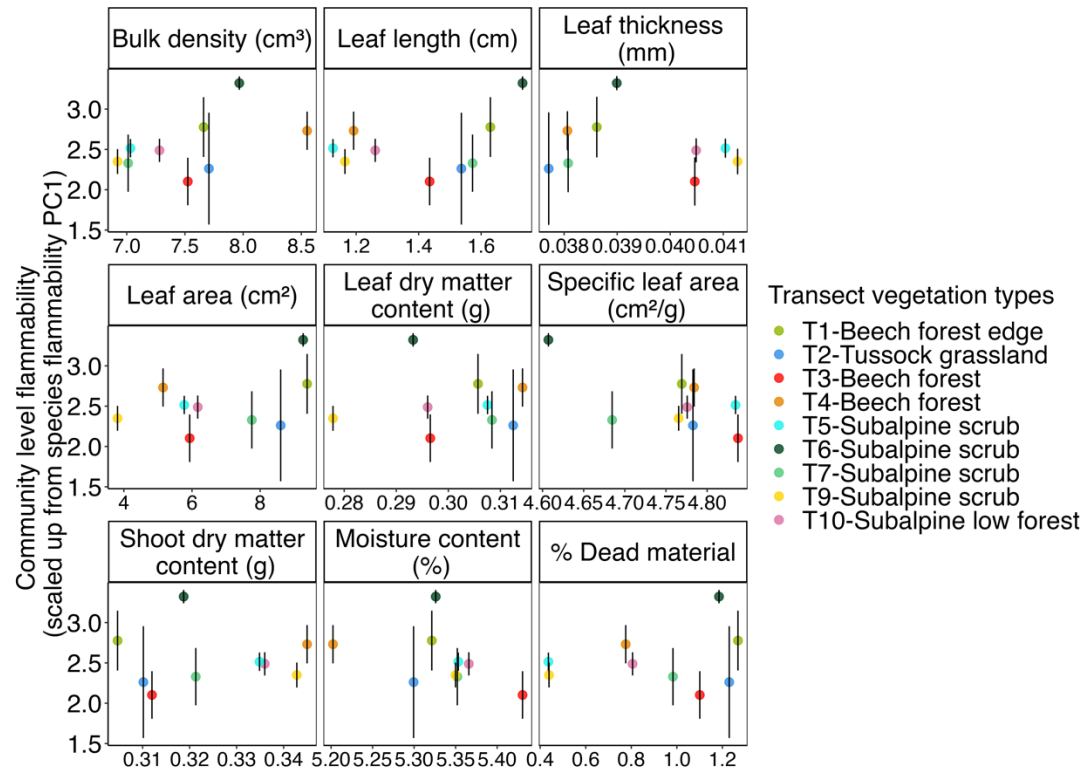 Bulk density (cm³)
Leaf length (cm)
Leaf thickness
(mm)
3.0
2.5
2.0
1.5
7.0 7.5 8.0 8.5
1.2 1.4 1.6
0.038 0.039 0.040 0.041
Community level flammability
(scaled up from species flammability PC1)
Leaf area (cm²)
Leaf dry matter
content (g)
Specific leaf area
(cm²/g)
3.0
2.5
2.0
1.5
4 6 8
0.28 0.29 0.30 0.31
4.60 4.65 4.70 4.75 4.80
Shoot dry matter
content (g)
Moisture content
(%)
% Dead material
3.0
2.5
2.0
1.5
0.31 0.32 0.33 0.34
5.20 5.25 5.30 5.35 5.40
0.4 0.6 0.8 1.0 1.2
Transect vegetation types
T1-Beech forest edge
T2-Tussock grassland
T3-Beech forest
T4-Beech forest
T5-Subalpine scrub
T6-Subalpine scrub
T7-Subalpine scrub
T9-Subalpine scrub
T10-Subalpine low forest